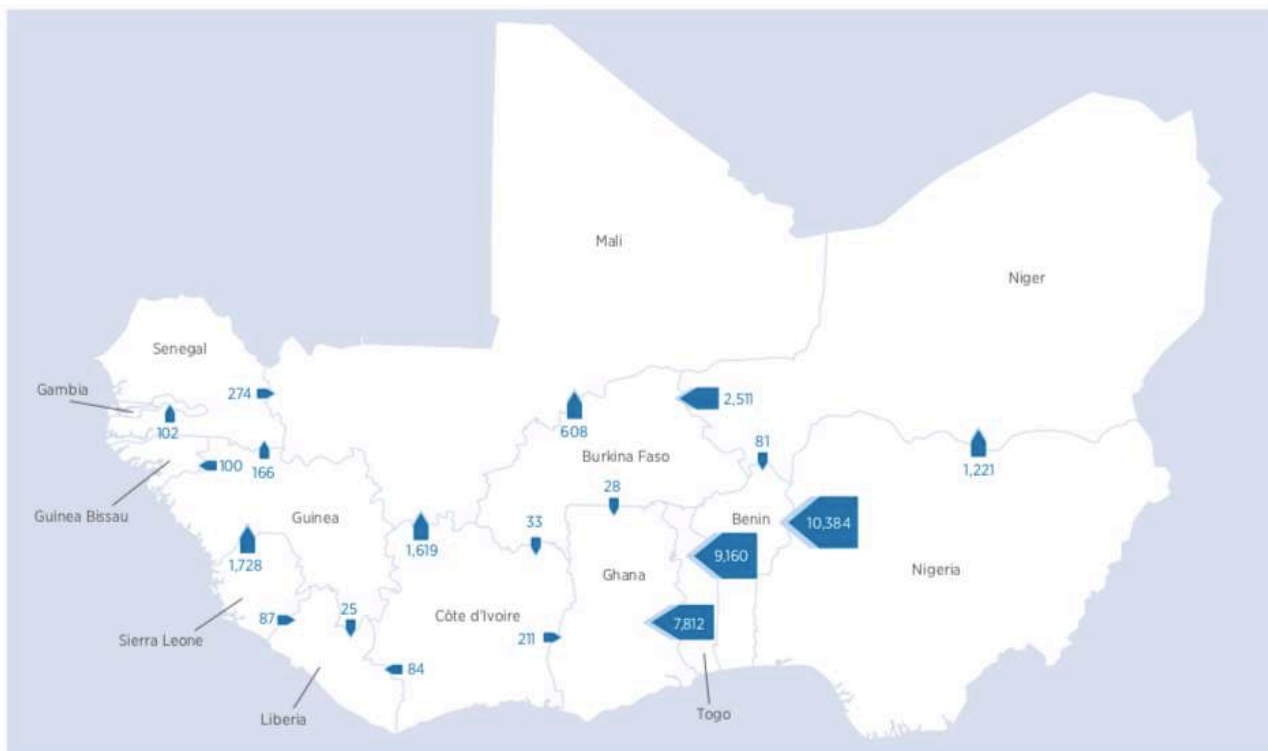 Mali
Niger
Senegal
Gambia
274
2,511
102
608
81
Burkina Faso
1,221
100
166
28
Guinea Bissau
Guinea
33
Benin
10,384
1,619
9,160
1,728
Ghana
Nigeria
87
25
Côte d'Ivoire
7,812
Sierra Leone
211
84
Liberia
Togo